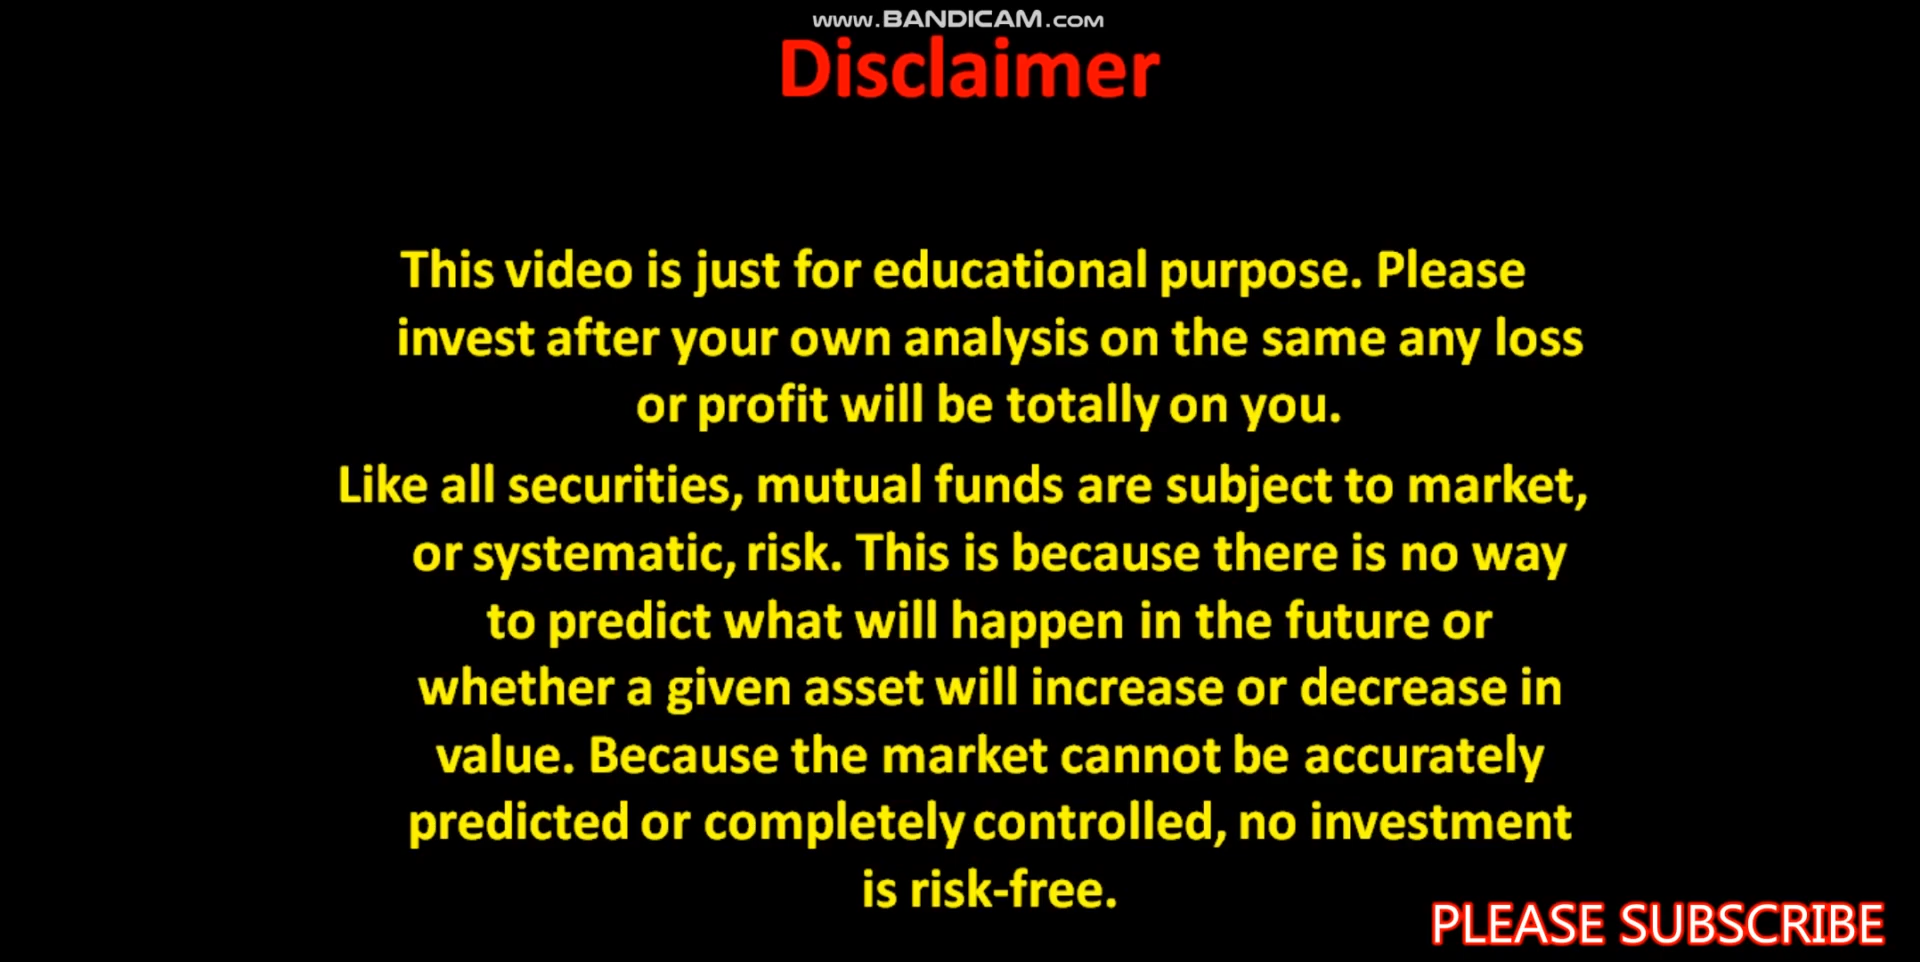 www.BANDICAM.com
Disclaimer
This video is just for educational purpose. Please
invest after your own analysis on the same any loss
or profit will be totally on you.
Like all securities, mutual funds are subject to market,
or systematic, risk. This is because there is no way
to predict what will happen in the future or
whether a given asset will increase or decrease in
value. Because the market cannot be accurately
predicted or completely controlled, no investment
is risk-free.
PLEASE SUBSCRIBE